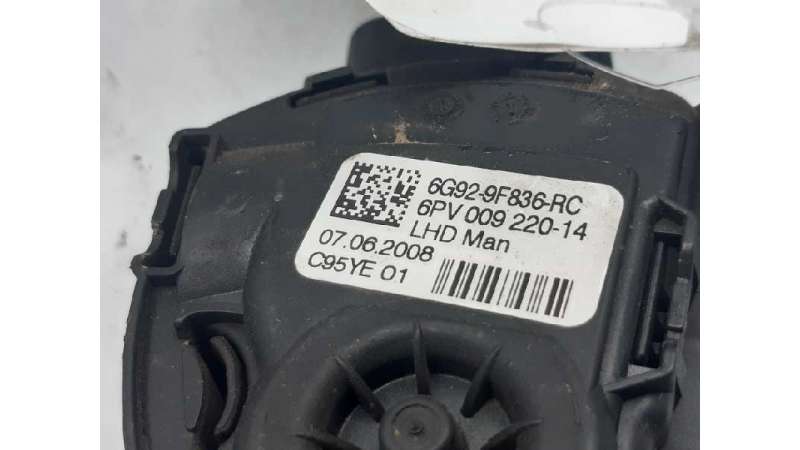 6G92-9F836-RC
6PV 009 220-14
LHD Man
07.06.2008
C95YE 01